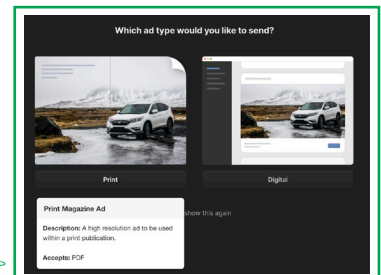 Which ad type would you like to send?
Print
Digital
Print Magazine Ad
show this again
Description: A high resolution ad to be used
within a print publication.
Accepts: PDF